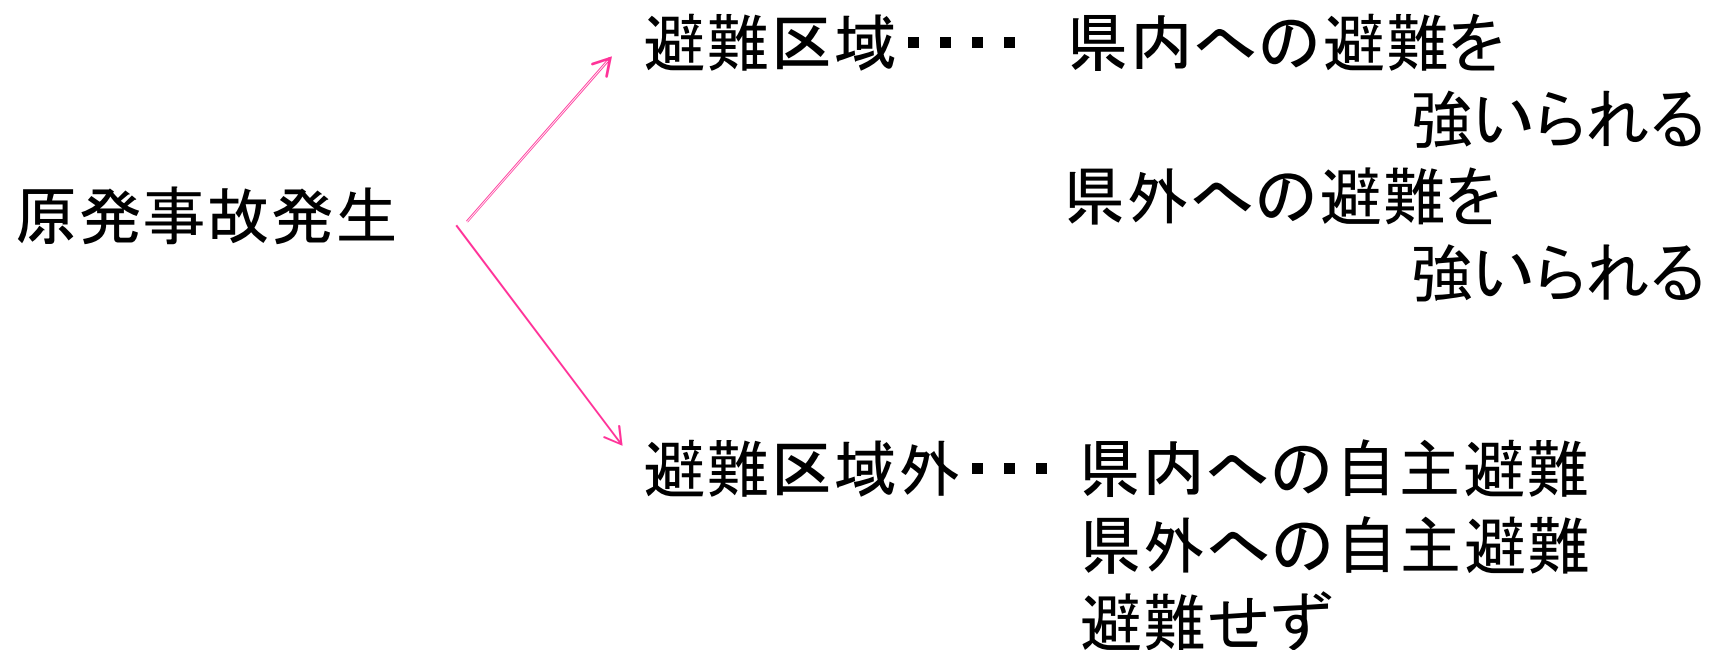 避難区域・・・・ 県内への避難を
強いられる
原発事故発生
県外への避難を
強いられる
避難区域外・・・ 県内への自主避難
県外への自主避難
避難せず